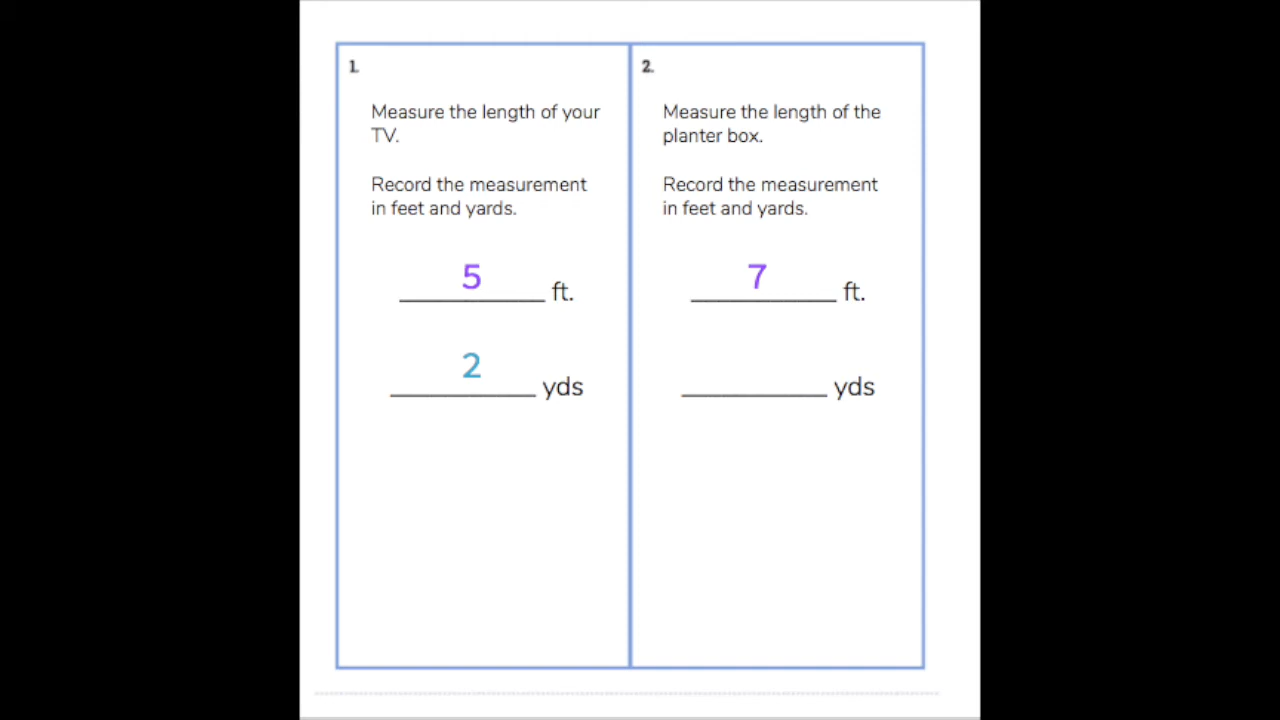 1.
Measure the length of your
TV.
Record the measurement
in feet and yards.
5 ft.
2 yds
2.
Measure the length of the
planter box.
Record the measurement
in feet and yards.
7 ft.
yds